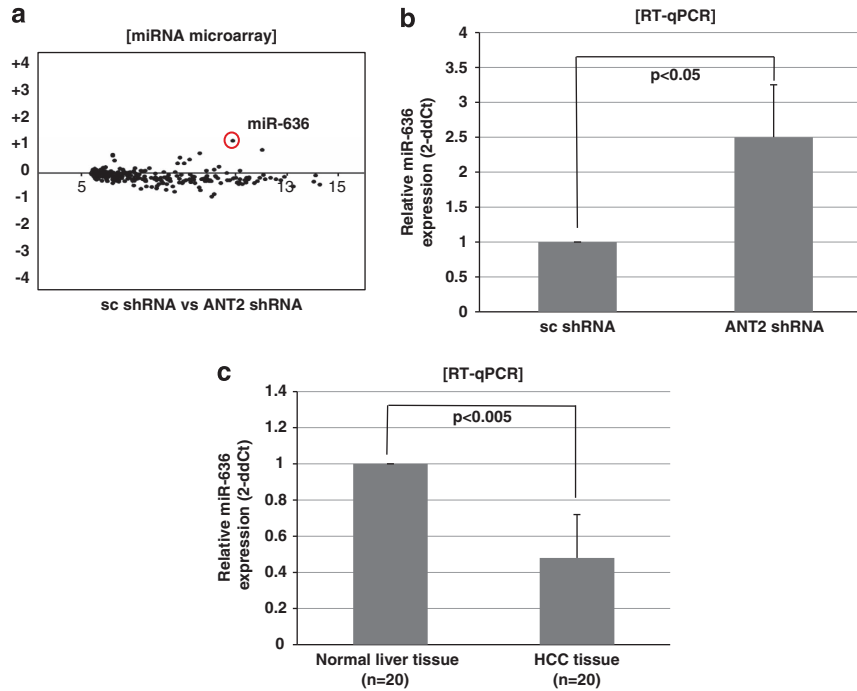 a
[miRNA microarray]
+4
+3
+2
+1
0
-1
-2
-3
-4
miR-636
5
13
15
sc shRNA vs ANT2 shRNA
b
[RT-qPCR]
Relative miR-636
expression (2-ddCt)
4
3.5
3
2.5
2
1.5
1
0.5
0
p<0.05
sc shRNA
ANT2 shRNA
c
[RT-qPCR]
Relative miR-636
expression (2-ddCt)
1.4
1.2
1
0.8
0.6
0.4
0.2
0
p<0.005
Normal liver tissue
(n=20)
HCC tissue
(n=20)